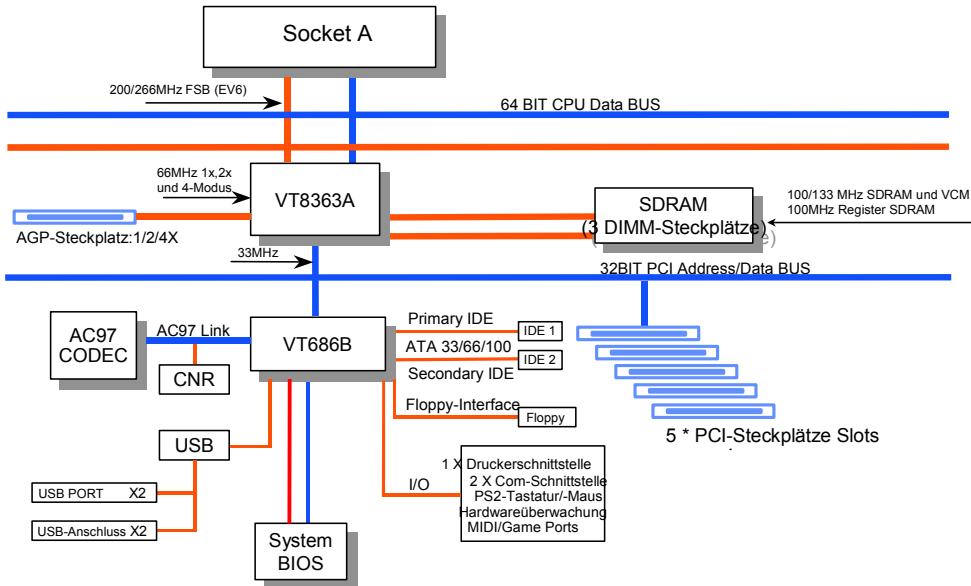 Socket A
200/266MHz FSB (EV6)
64 BIT CPU Data BUS
66MHz 1x,2x
und 4-Modus
VT8363A
SDRAM
(3 DIMM-Steckplätze)
100/133 MHz SDRAM und VCM
100MHz Register SDRAM
AGP-Steckplatz:1/2/4X
33MHz
32BIT PCI Address/Data BUS
AC97
CODEC
AC97 Link
CNR
VT686B
Primary IDE
IDE 1
ATA 33/66/100
IDE 2
Secondary IDE
Floppy-Interface
Floppy
5 * PCI-Steckplätze Slots
USB
USB PORT X2
USB-Anschluss X2
I/O
1 X Druckerschnittstelle
2 X Com-Schnittstelle
PS2-Tastatur/-Maus
Hardwareüberwachung
MIDI/Game Ports
System
BIOS